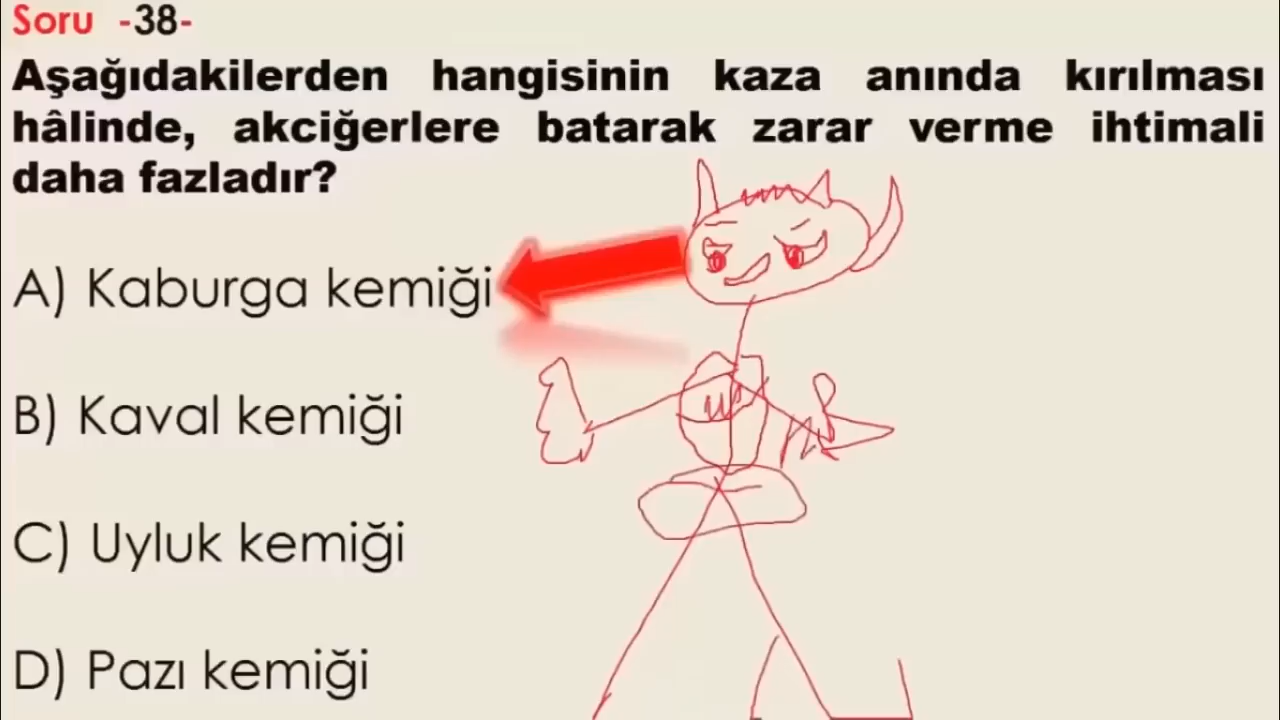 Soru -38-
Aşağıdakilerden hangisinin kaza anında kırılması
hâlinde, akciğerlere batarak zarar verme ihtimali
daha fazladır?
A) Kaburga kemiği
B) Kaval kemiği
C) Uyluk kemiği
D) Pazı kemiği